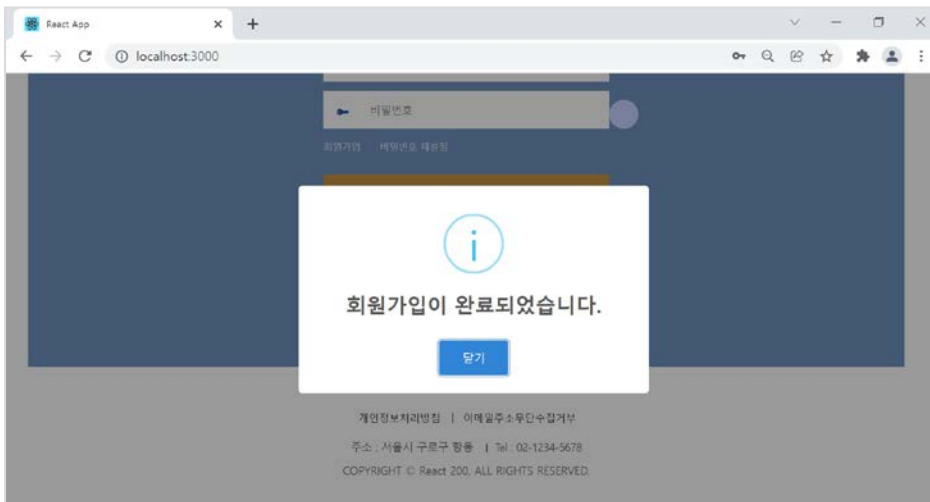 React App
localhost:3000
비밀번호
회원가입 비밀번호 재설정
회원가입이 완료되었습니다.
닫기
개인정보처리방침 | 이메일주소무단수집거부
주소 : 서울시 구로구 항동 | Tel : 02-1234-5678
COPYRIGHT © React 200. ALL RIGHTS RESERVED.